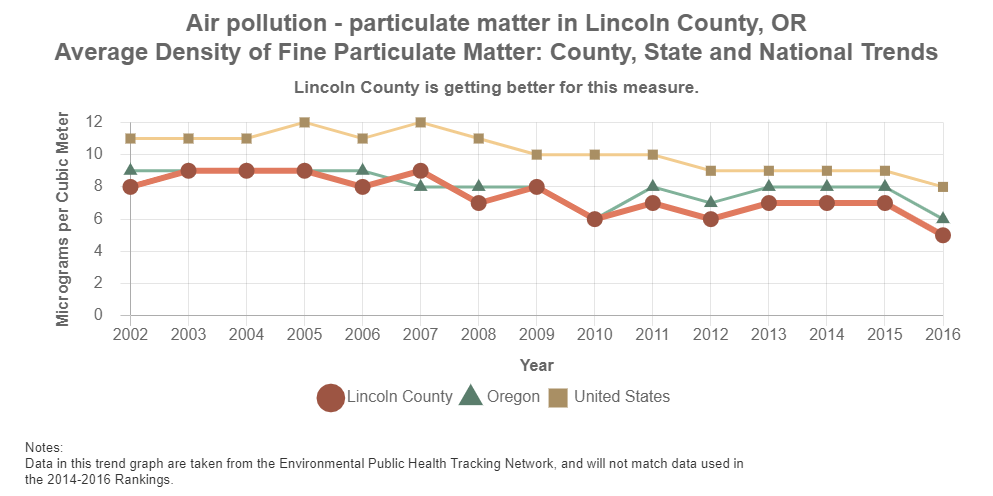 Air pollution - particulate matter in Lincoln County, OR
Average Density of Fine Particulate Matter: County, State and National Trends
Lincoln County is getting better for this measure.
Micrograms per Cubic Meter
12
10
8
6
4
2
0
2002 2003 2004 2005 2006 2007 2008 2009 2010 2011 2012 2013 2014 2015 2016
Year
Lincoln County Oregon United States
Notes:
Data in this trend graph are taken from the Environmental Public Health Tracking Network, and will not match data used in
the 2014-2016 Rankings.